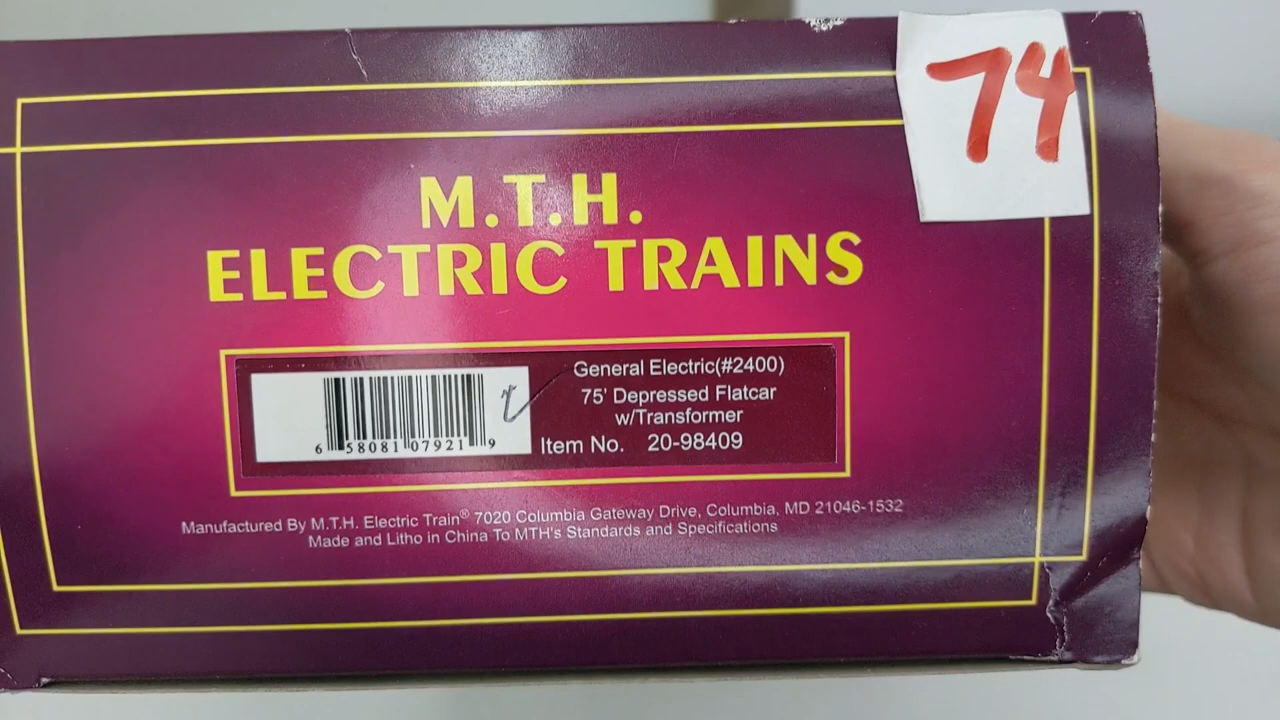 74
M.T.H.
ELECTRIC TRAINS
General Electric(#2400)
75' Depressed Flatcar
w/Transformer
Item No. 20-98409
6 58081 07921 9
Manufactured By M.T.H. Electric Train® 7020 Columbia Gateway Drive, Columbia, MD 21046-1532
Made and Litho in China To MTH's Standards and Specifications